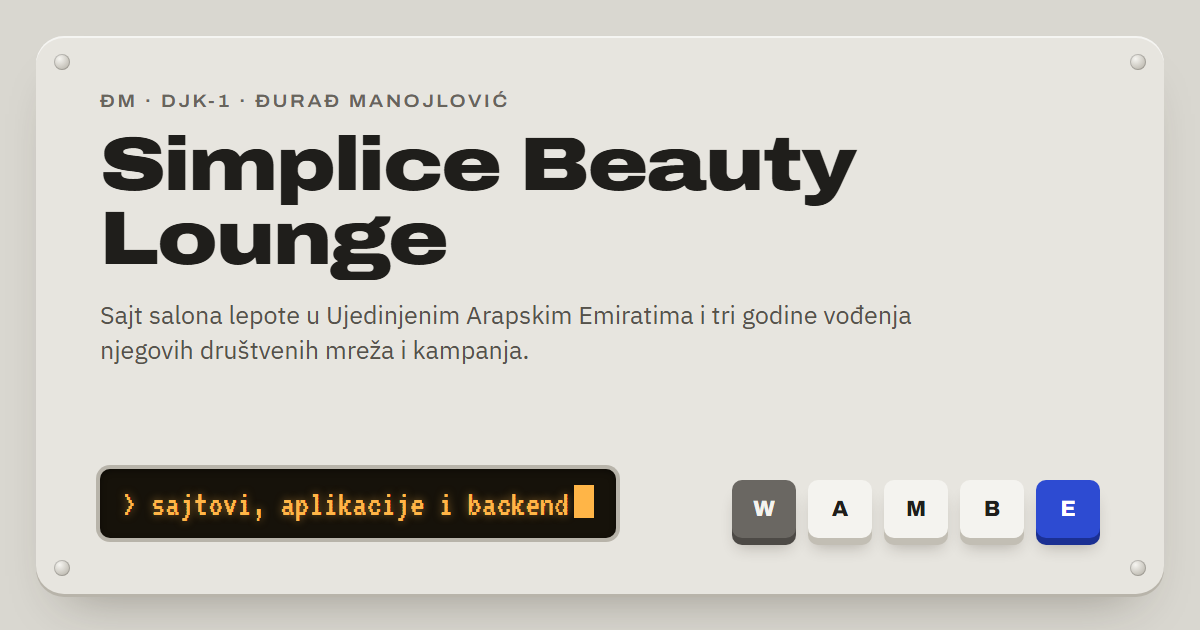 ĐM · DJK-1 · ĐURAĐ MANOJLOVIĆ
Simplice Beauty
Lounge
Sajt salona lepote u Ujedinjenim Arapskim Emiratima i tri godine vođenja
njegovih društvenih mreža i kampanja.
> sajtovi, aplikacije i backend
W A M B E